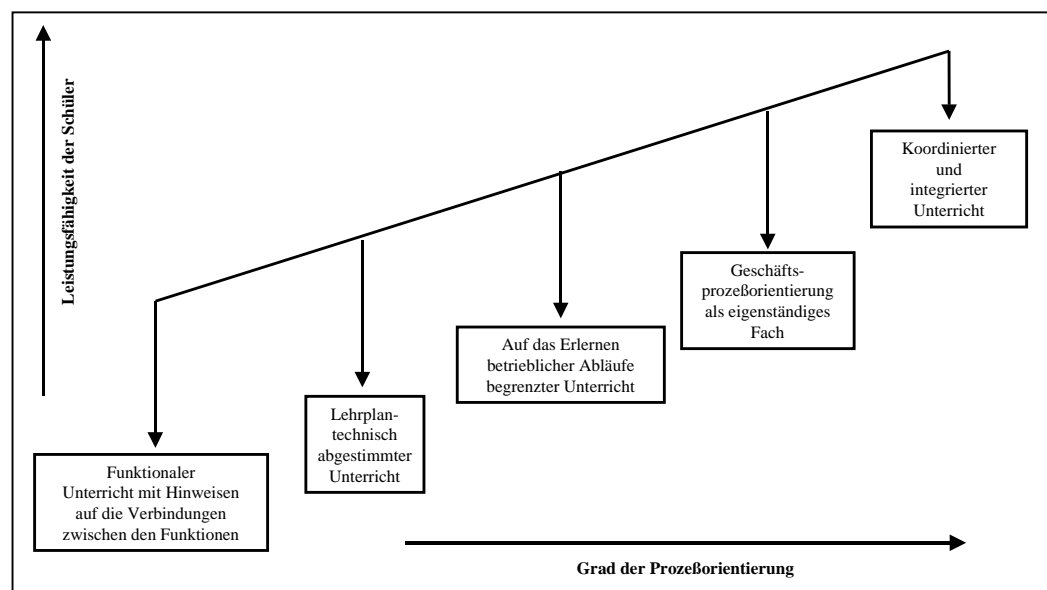 Leistungsfähigkeit der Schüler
Koordinierter
und
integrierter
Unterricht
Geschäfts-
prozeßorientierung
als eigenständiges
Fach
Auf das Erlernen
betrieblicher Abläufe
begrenzter Unterricht
Lehrplan-
technisch
abgestimmter
Unterricht
Funktionaler
Unterricht mit Hinweisen
auf die Verbindungen
zwischen den Funktionen
Grad der Prozeßorientierung